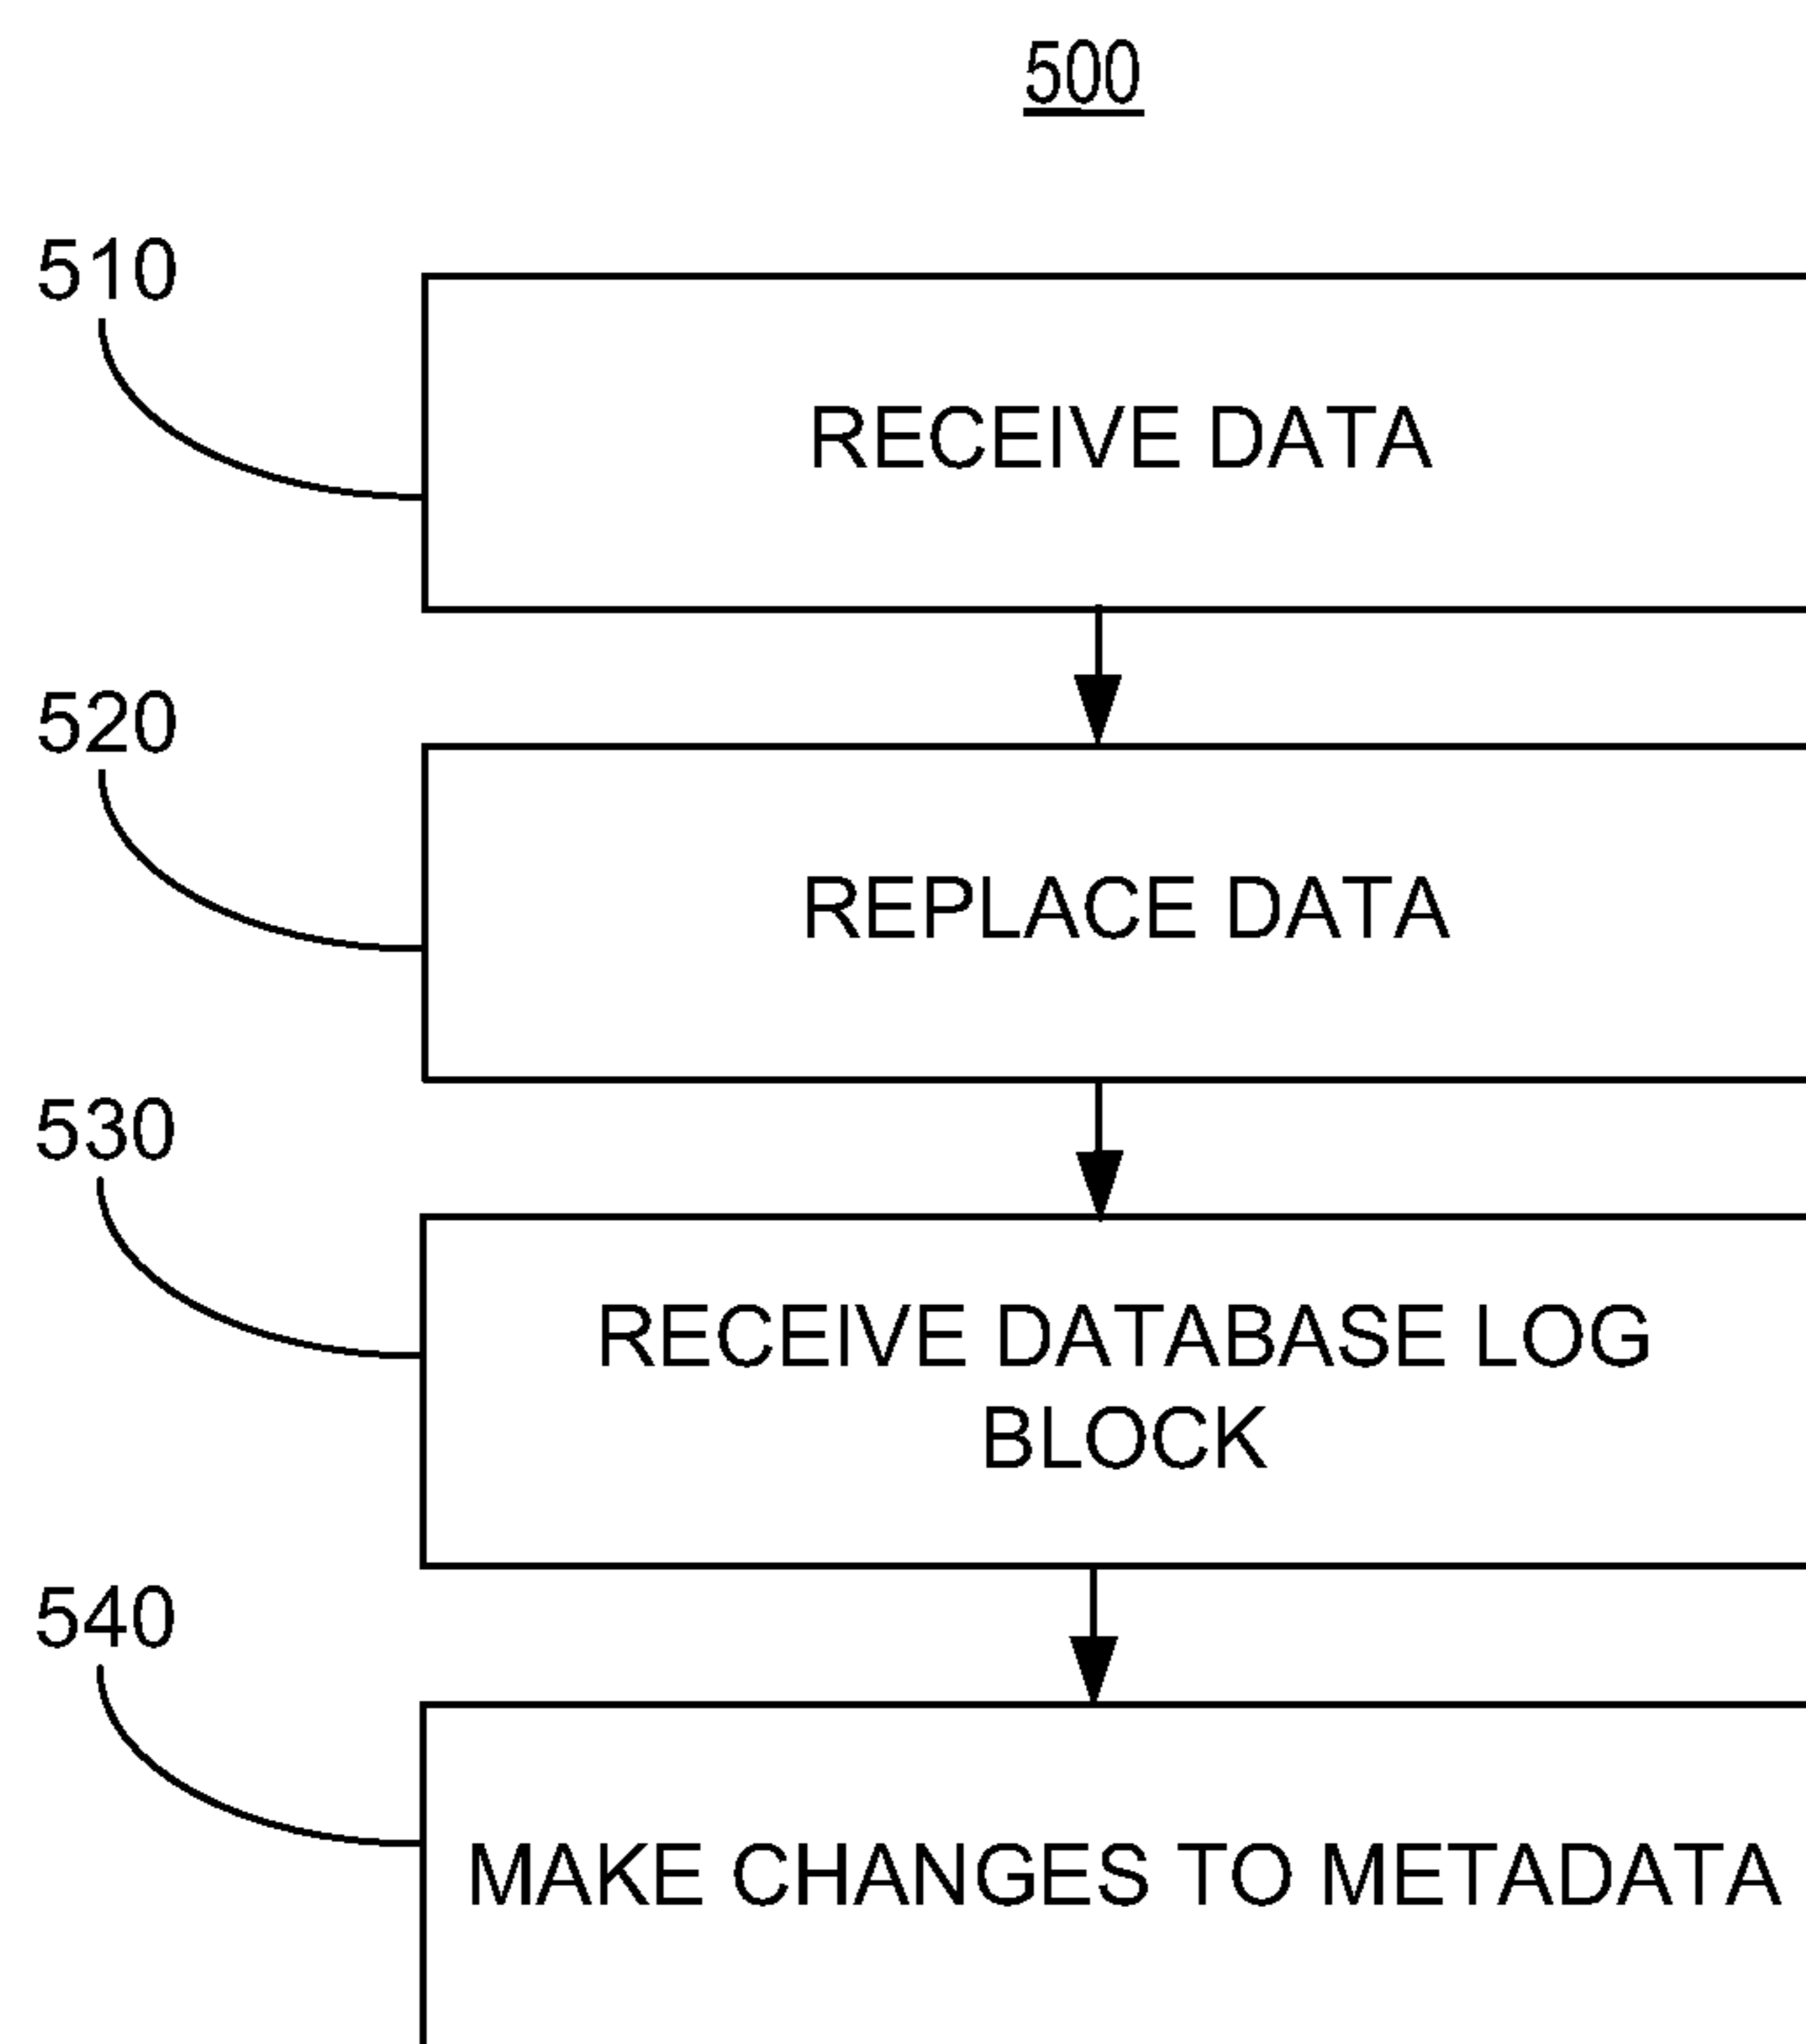 500
510
RECEIVE DATA
520
REPLACE DATA
530
RECEIVE DATABASE LOG
BLOCK
540
MAKE CHANGES TO METADATA